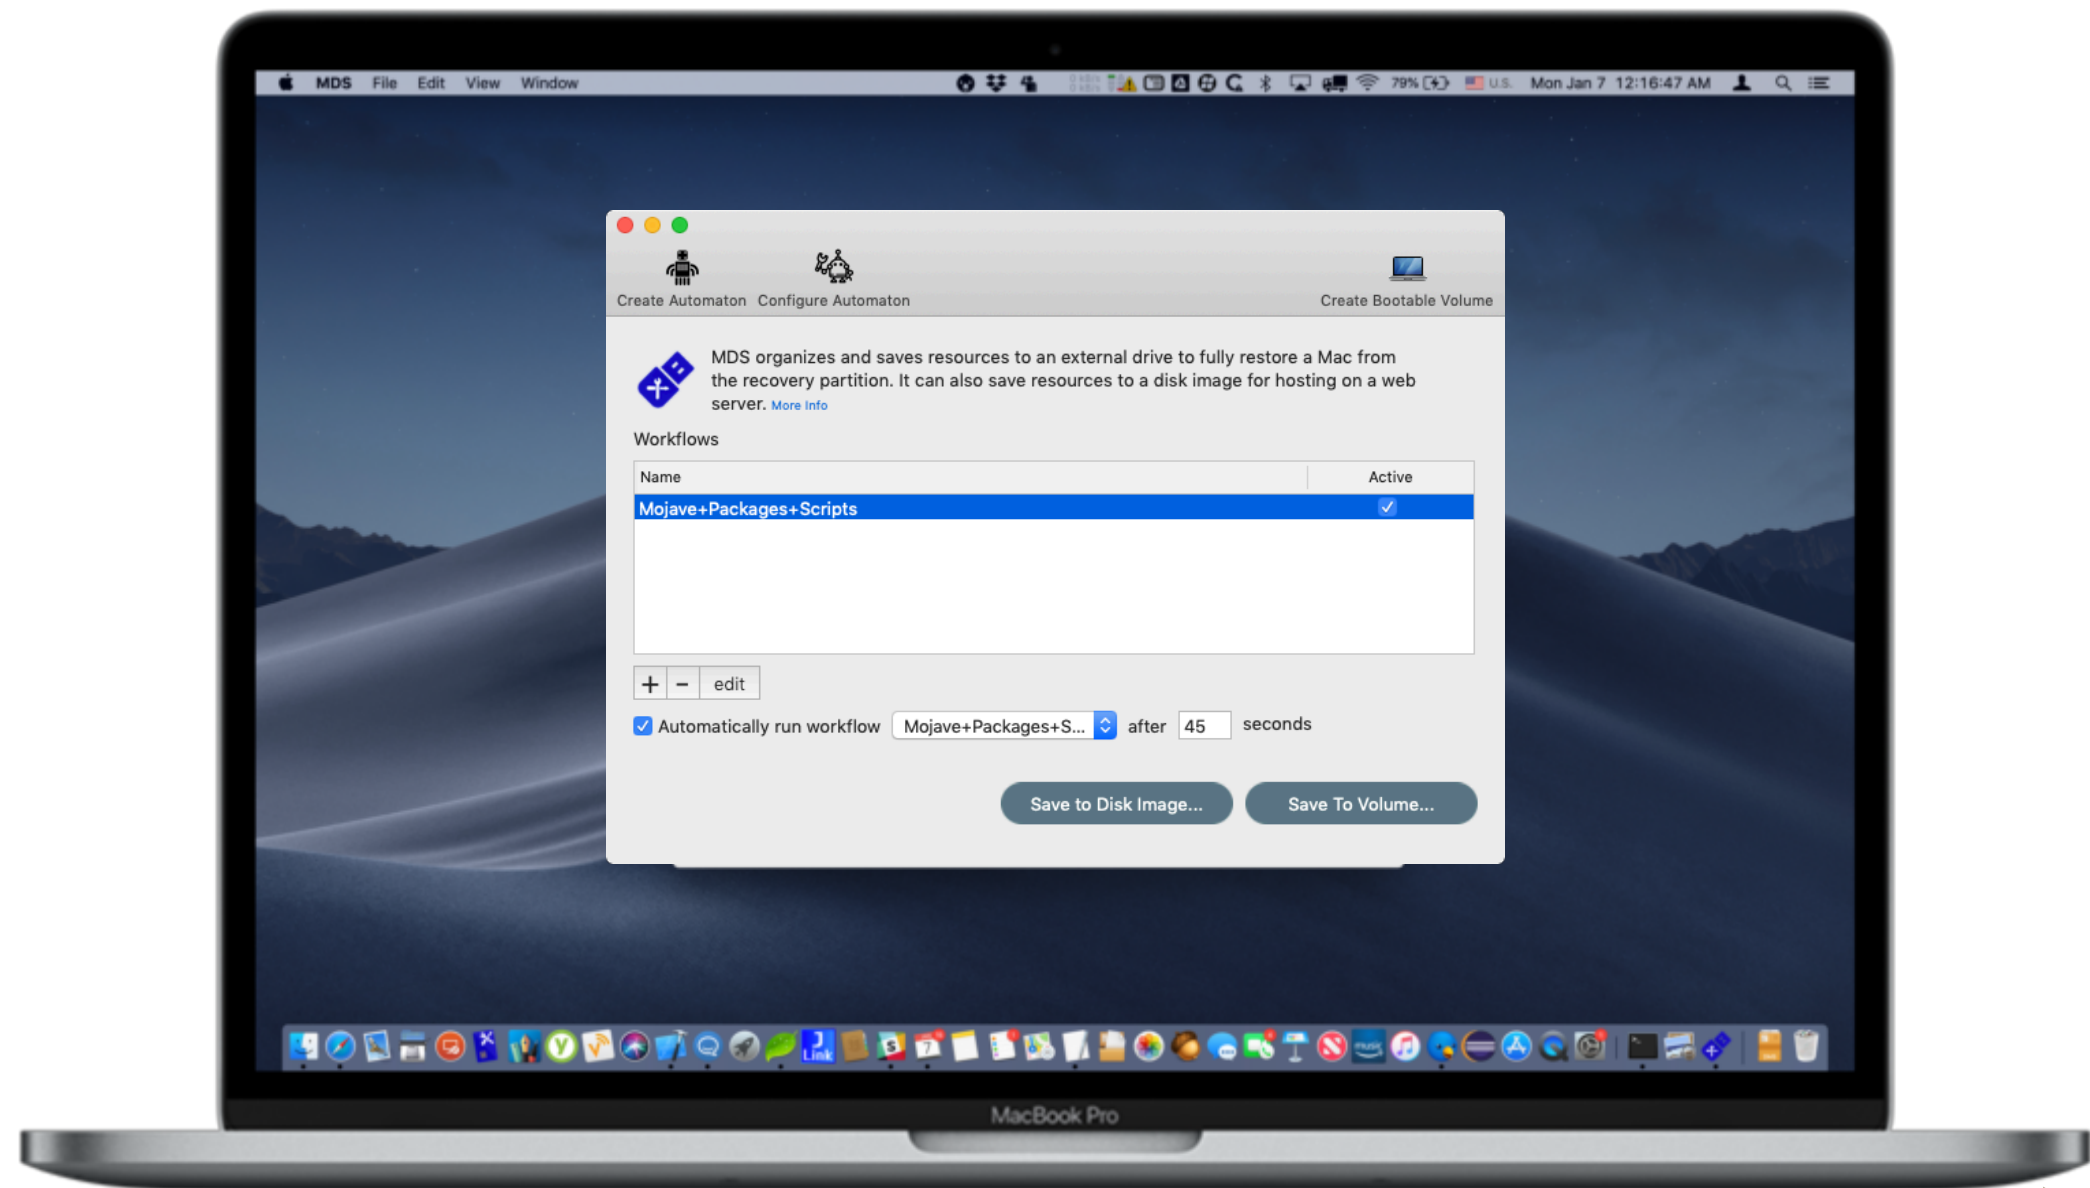 MDS File Edit View Window 79% U.S. Mon Jan 7 12:16:47 AM
Create Automaton Configure Automaton Create Bootable Volume
MDS organizes and saves resources to an external drive to fully restore a Mac from
the recovery partition. It can also save resources to a disk image for hosting on a web
server. More Info
Workflows
Name Active
Mojave+Packages+Scripts
+ - edit
Automatically run workflow Mojave+Packages+S... after 45 seconds
Save to Disk Image... Save To Volume...
J
Link
S
7
music
MacBook Pro